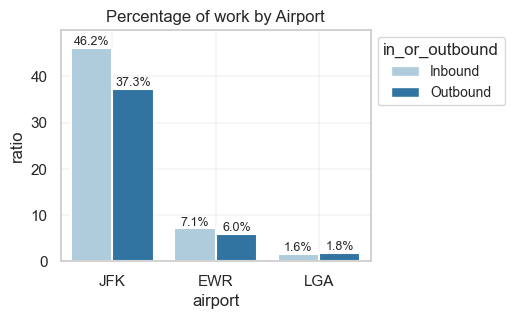 Percentage of work by Airport
in_or_outbound
Inbound
Outbound
ratio
40
30
20
10
0
46.2%
37.3%
7.1%
6.0%
1.6%
1.8%
JFK
EWR
LGA
airport